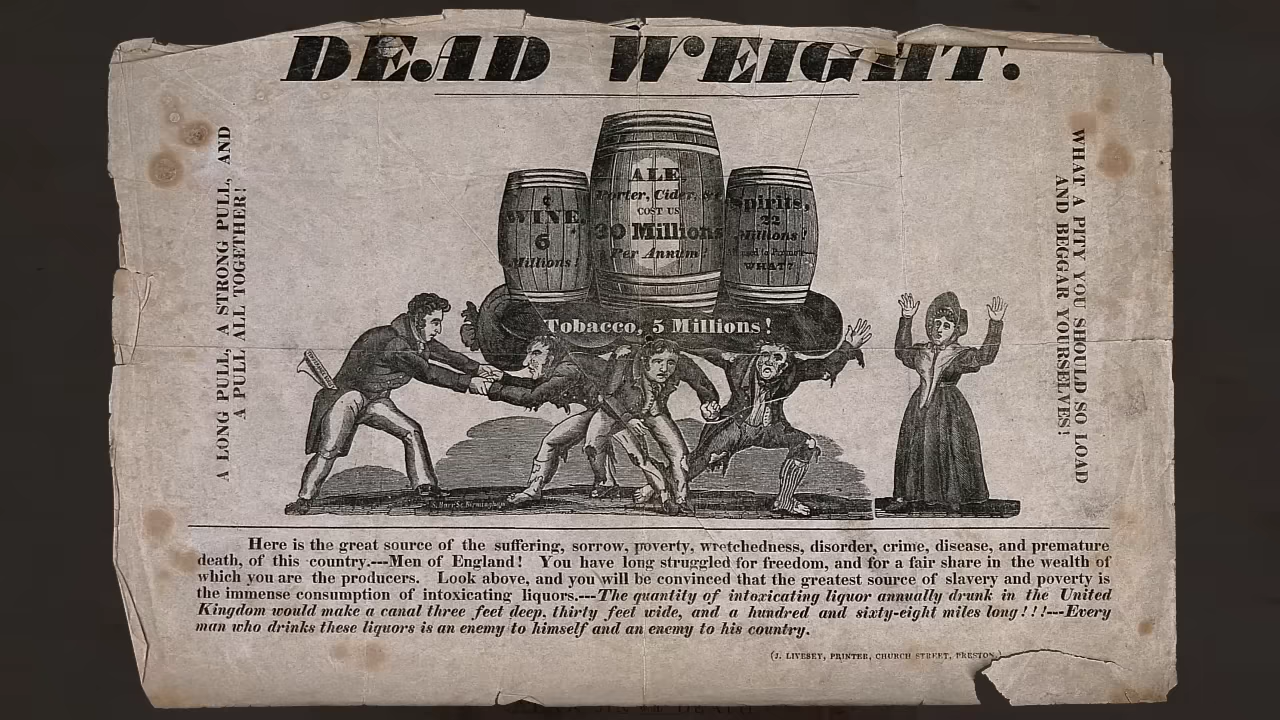 DEAD WEIGHT.
A LONG PULL, A STRONG PULL, AND
A PULL ALL TOGETHER!
WINE.
6
Millions!
ALE,
Porter, Cider, &c
COST US
30 Millions
Per Annum!
Spirits,
22
Millions!
WHAT?
Tobacco, 5 Millions!
WHAT A PITY YOU SHOULD SO LOAD
AND BEGGAR YOURSELVES!
Here is the great source of the suffering, sorrow, poverty, wretchedness, disorder, crime, disease, and premature
death, of this country.---Men of England! You have long struggled for freedom, and for a fair share in the wealth of
which you are the producers. Look above, and you will be convinced that the greatest source of slavery and poverty is
the immense consumption of intoxicating liquors.---The quantity of intoxicating liquor annually drunk in the United
Kingdom would make a canal three feet deep, thirty feet wide, and a hundred and sixty-eight miles long!!!---Every
man who drinks these liquors is an enemy to himself and an enemy to his country.
(J. LIVESEY, PRINTER, CHURCH STREET, PRESTON.)